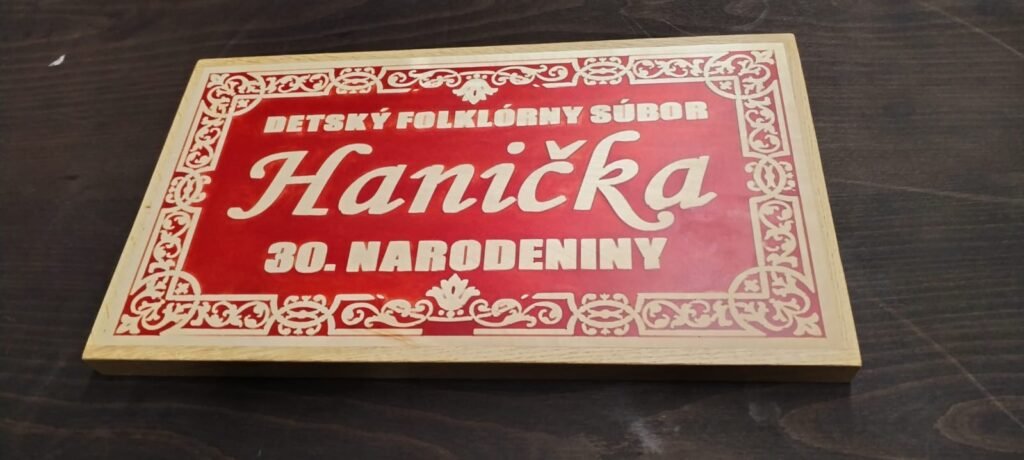 DETSKÝ FOLKLÓRNY SÚBOR
Hanička
30. NARODENINY